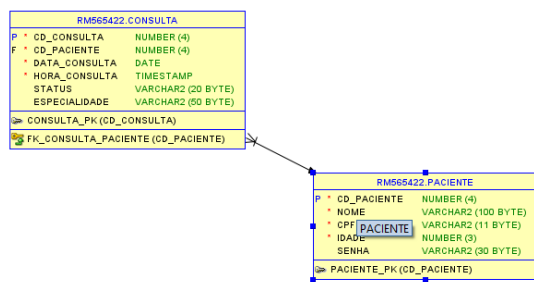 RM565422.CONSULTA
P * CD_CONSULTA NUMBER (4)
F * CD_PACIENTE NUMBER (4)
* DATA_CONSULTA DATE
* HORA_CONSULTA TIMESTAMP
STATUS VARCHAR2 (20 BYTE)
ESPECIALIDADE VARCHAR2 (50 BYTE)
CONSULTA_PK (CD_CONSULTA)
FK_CONSULTA_PACIENTE (CD_PACIENTE)
RM565422.PACIENTE
P * CD_PACIENTE NUMBER (4)
* NOME VARCHAR2 (100 BYTE)
* CPF VARCHAR2 (11 BYTE)
PACIENTE
* IDADE NUMBER (3)
SENHA VARCHAR2 (30 BYTE)
PACIENTE_PK (CD_PACIENTE)